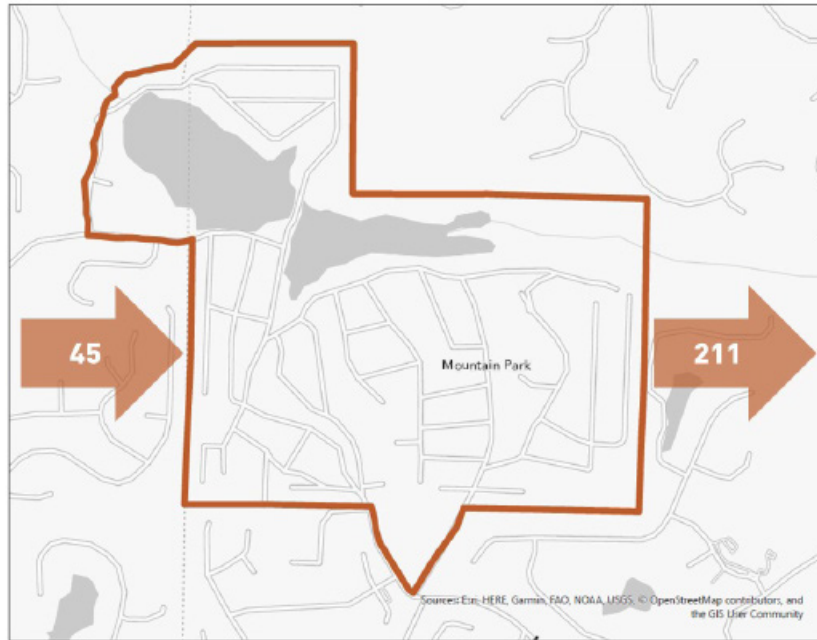 45
Mountain Park
211
Sources: Esri, HERE, Garmin, FAO, NOAA, USGS, © OpenStreetMap contributors, and
the GIS User Community